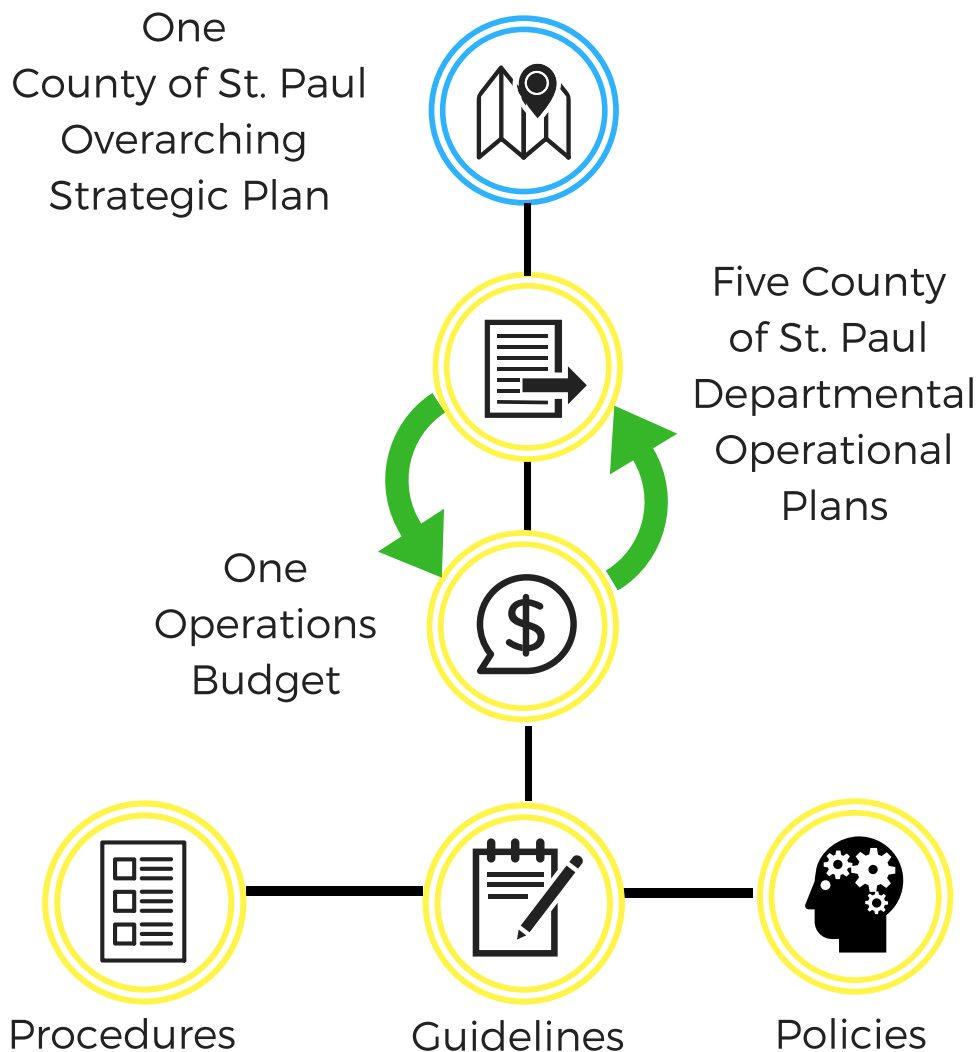 One
County of St. Paul
Overarching
Strategic Plan
Five County
of St. Paul
Departmental
Operational
Plans
One
Operations
Budget
$
Procedures
Guidelines
Policies